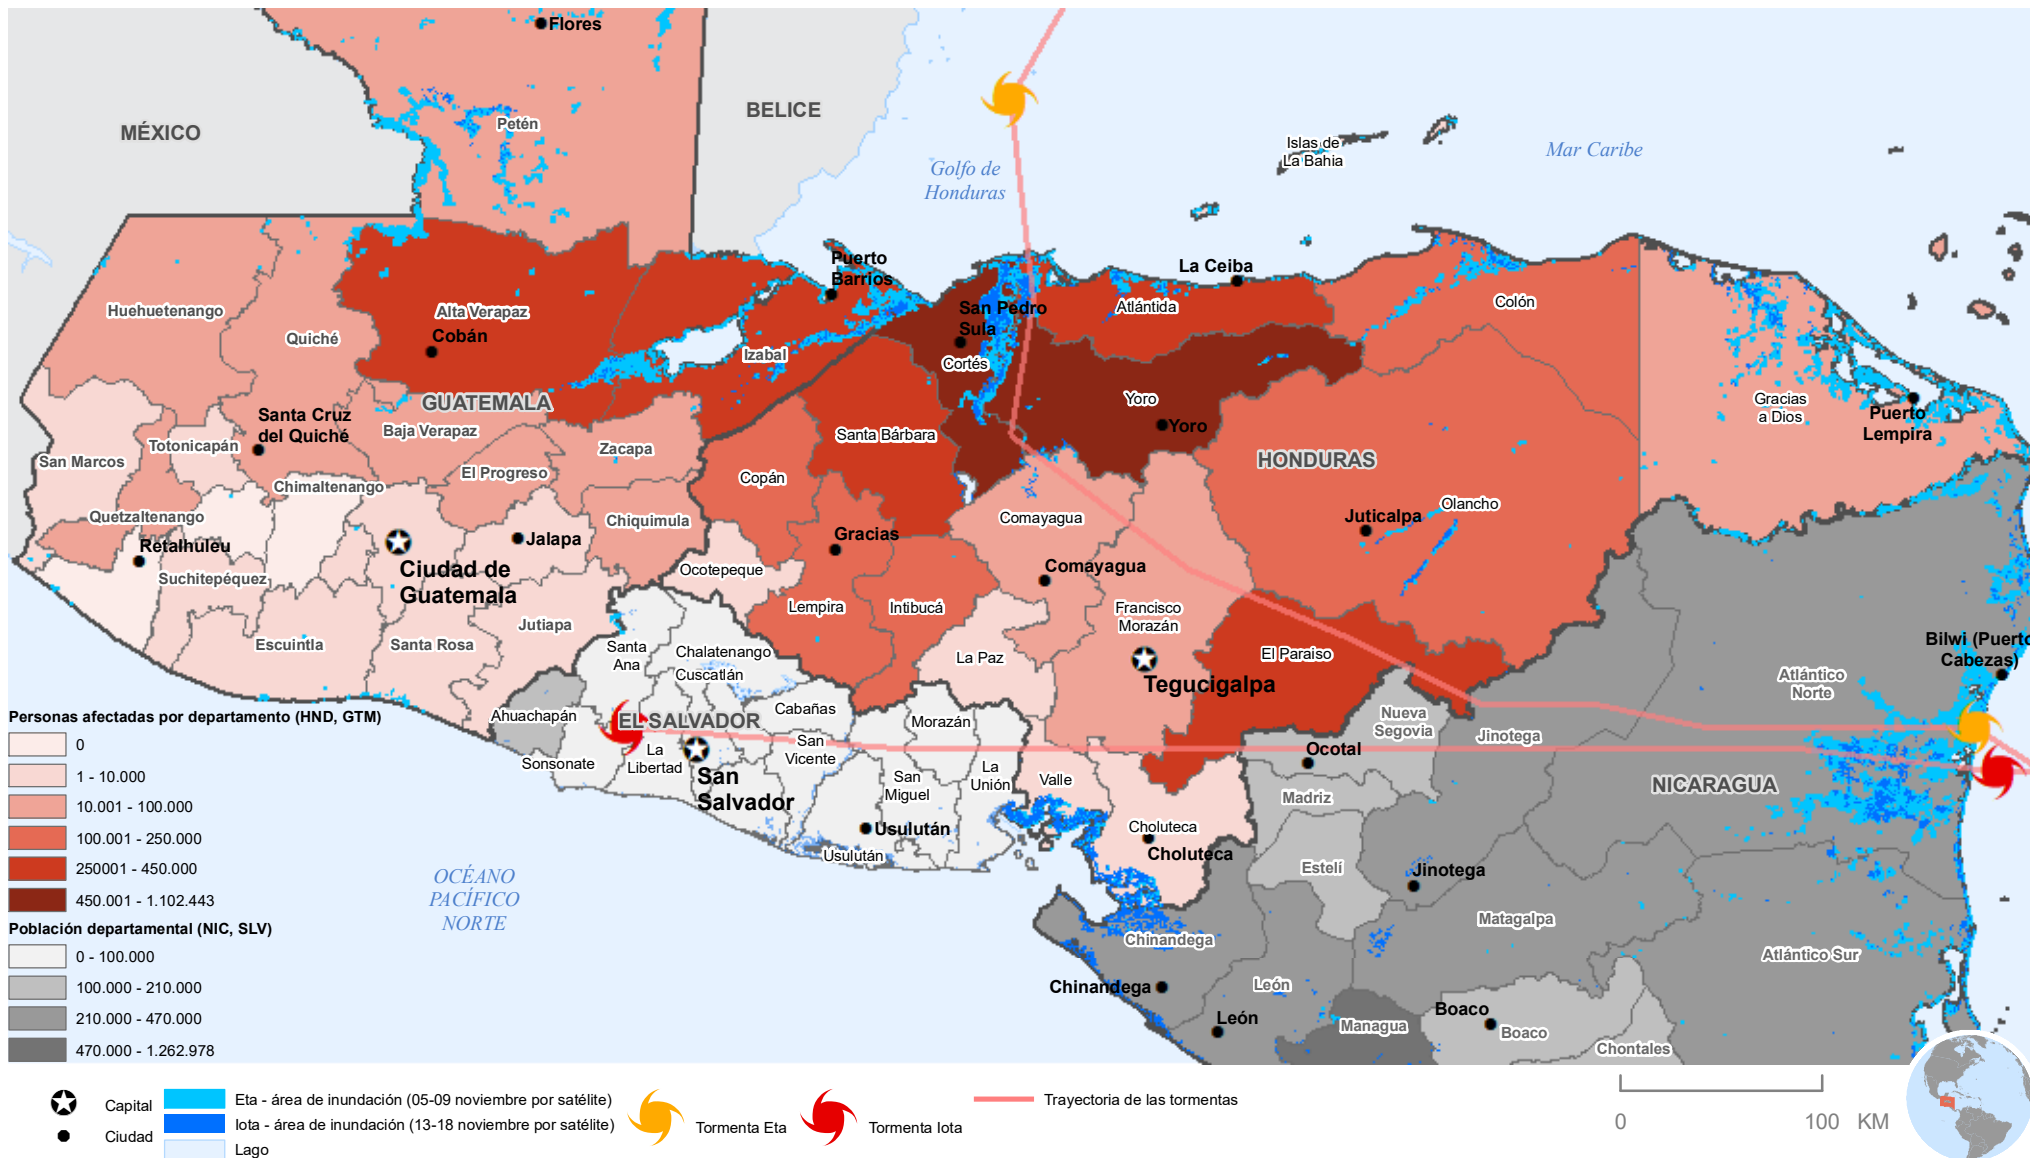 Flores
BELICE
MÉXICO
Petén
Islas de
La Bahia
Mar Caribe
Golfo de
Honduras
Puerto
Barrios
La Ceiba
Huehuetenango
Alta Verapaz
San Pedro
Sula
Atlántida
Colón
Quiché
Cobán
Izabal
Cortés
GUATEMALA
Yoro
Gracias
a Dios
Puerto
Lempira
Santa Cruz
del Quiché
Baja Verapaz
Yoro
Totonicapán
Zacapa
Santa Bárbara
San Marcos
El Progreso
HONDURAS
Copán
Chimaltenango
Olancho
Quetzaltenango
Chiquimula
Comayagua
Juticalpa
Retalhuleu
Jalapa
Gracias
Suchitepéquez
Ciudad de
Guatemala
Ocotepeque
Comayagua
Lempira
Intibucá
Francisco
Morazán
Jutiapa
Escuintla
Santa Rosa
Santa
Ana
Chalatenango
La Paz
El Paraiso
Bilwi (Puerto
Cabezas)
Cuscatlán
Atlántico
Norte
Tegucigalpa
Ahuachapán
EL SALVADOR
Cabañas
Morazán
Nueva
Segovia
Jinotega
San
Vicente
Ocotal
Sonsonate
La
Libertad
San
Salvador
San
Miguel
La
Unión
Valle
NICARAGUA
Madriz
Usulután
Choluteca
Choluteca
Usulután
Estelí
Jinotega
OCÉANO
PACÍFICO
NORTE
Matagalpa
Chinandega
Atlántico Sur
Chinandega
León
León
Managua
Boaco
Boaco
Chontales
Personas afectadas por departamento (HND, GTM)
0
1 - 10.000
10.001 - 100.000
100.001 - 250.000
250001 - 450.000
450.001 - 1.102.443
Población departamental (NIC, SLV)
0 - 100.000
100.000 - 210.000
210.000 - 470.000
470.000 - 1.262.978
Capital
Ciudad
Eta - área de inundación (05-09 noviembre por satélite)
Iota - área de inundación (13-18 noviembre por satélite)
Lago
Tormenta Eta
Tormenta Iota
Trayectoria de las tormentas
0 100 KM